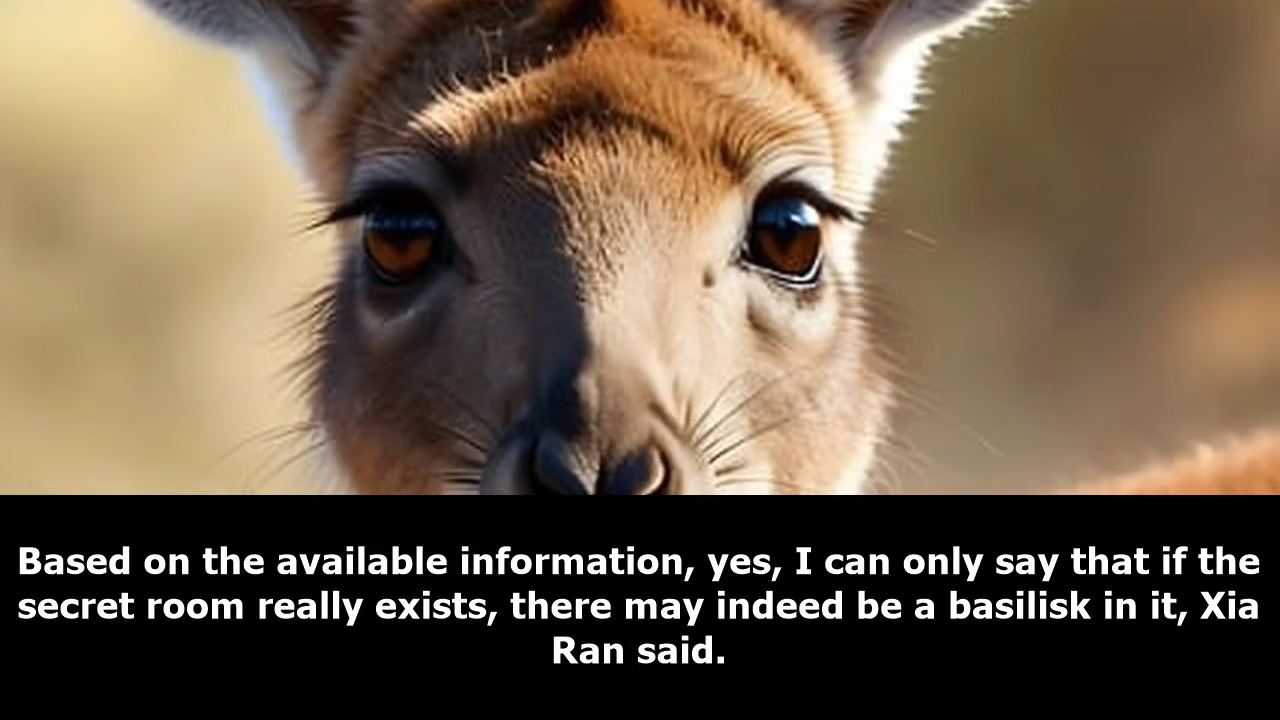 Based on the available information, yes, I can only say that if the
secret room really exists, there may indeed be a basilisk in it, Xia
Ran said.